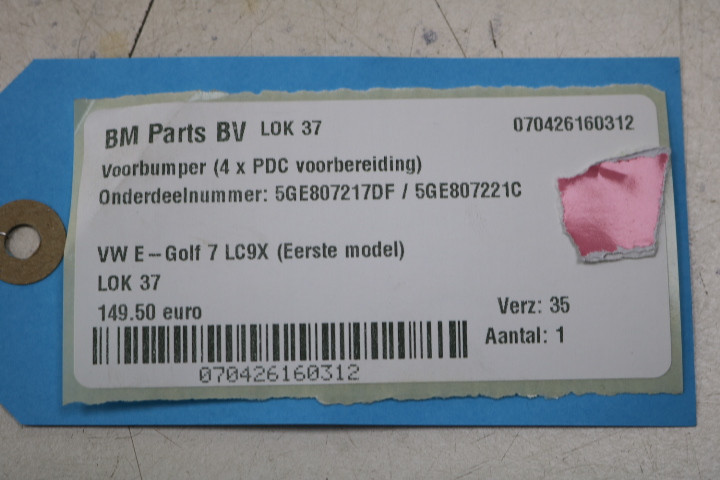 BM Parts BV LOK 37 070426160312
Voorbumper (4 x PDC voorbereiding)
Onderdeelnummer: 5GE807217DF / 5GE807221C
VW E-Golf 7 LC9X (Eerste model)
LOK 37
149.50 euro Verz: 35
Aantal: 1
070426160312